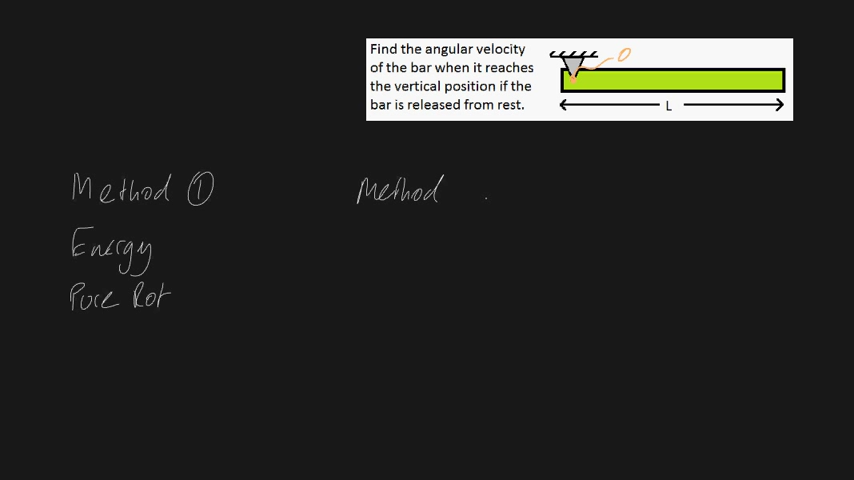 Find the angular velocity
of the bar when it reaches
the vertical position if the
bar is released from rest.
O
L
Method ①
Method
Energy
Pure Rot